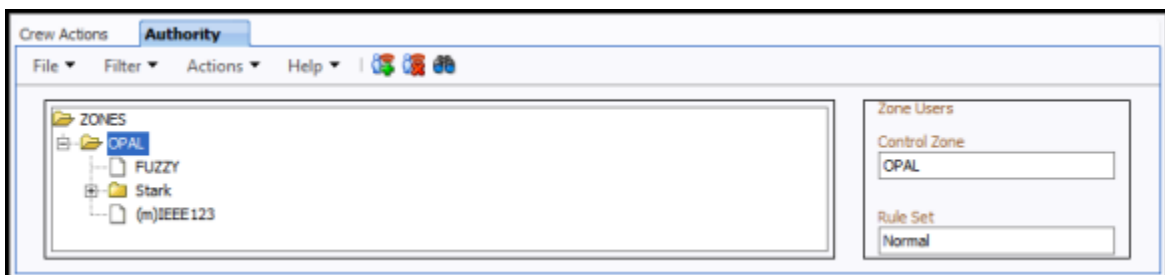 Crew Actions Authority
File Filter Actions Help
ZONES
OPAL
FUZZY
Stark
(m)IEEE123
Zone Users
Control Zone
OPAL
Rule Set
Normal